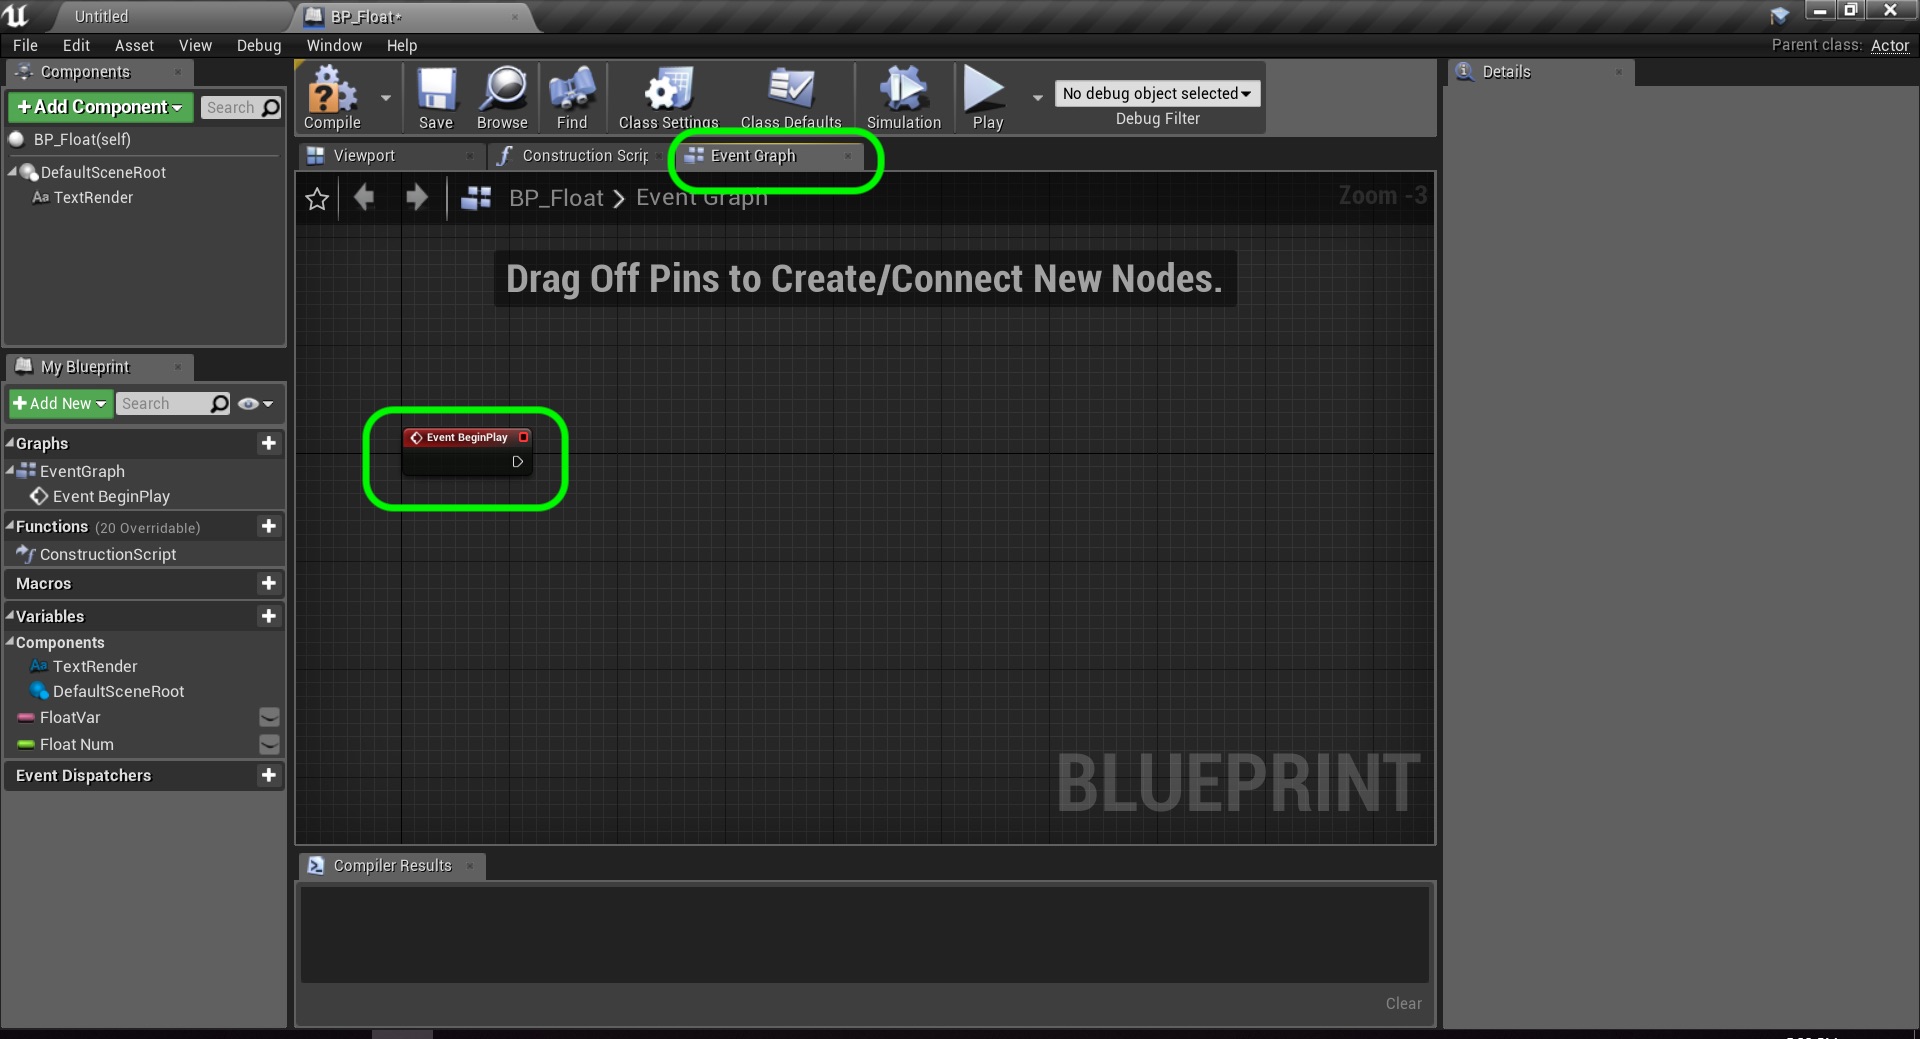 Untitled
BP_Float*
File Edit Asset View Debug Window Help
Parent class: Actor
Components
+Add Component
Search
BP_Float(self)
DefaultSceneRoot
Aa TextRender
My Blueprint
+Add New
Search
Graphs
EventGraph
Event BeginPlay
Functions (20 Overridable)
ConstructionScript
Macros
Variables
Components
Aa TextRender
DefaultSceneRoot
FloatVar
Float Num
Event Dispatchers
Compile
Save
Browse
Find
Class Settings
Class Defaults
Simulation
Play
No debug object selected
Debug Filter
Viewport
Construction Scrip
Event Graph
BP_Float > Event Graph
Zoom -3
Drag Off Pins to Create/Connect New Nodes.
Event BeginPlay
BLUEPRINT
Compiler Results
Clear
Details